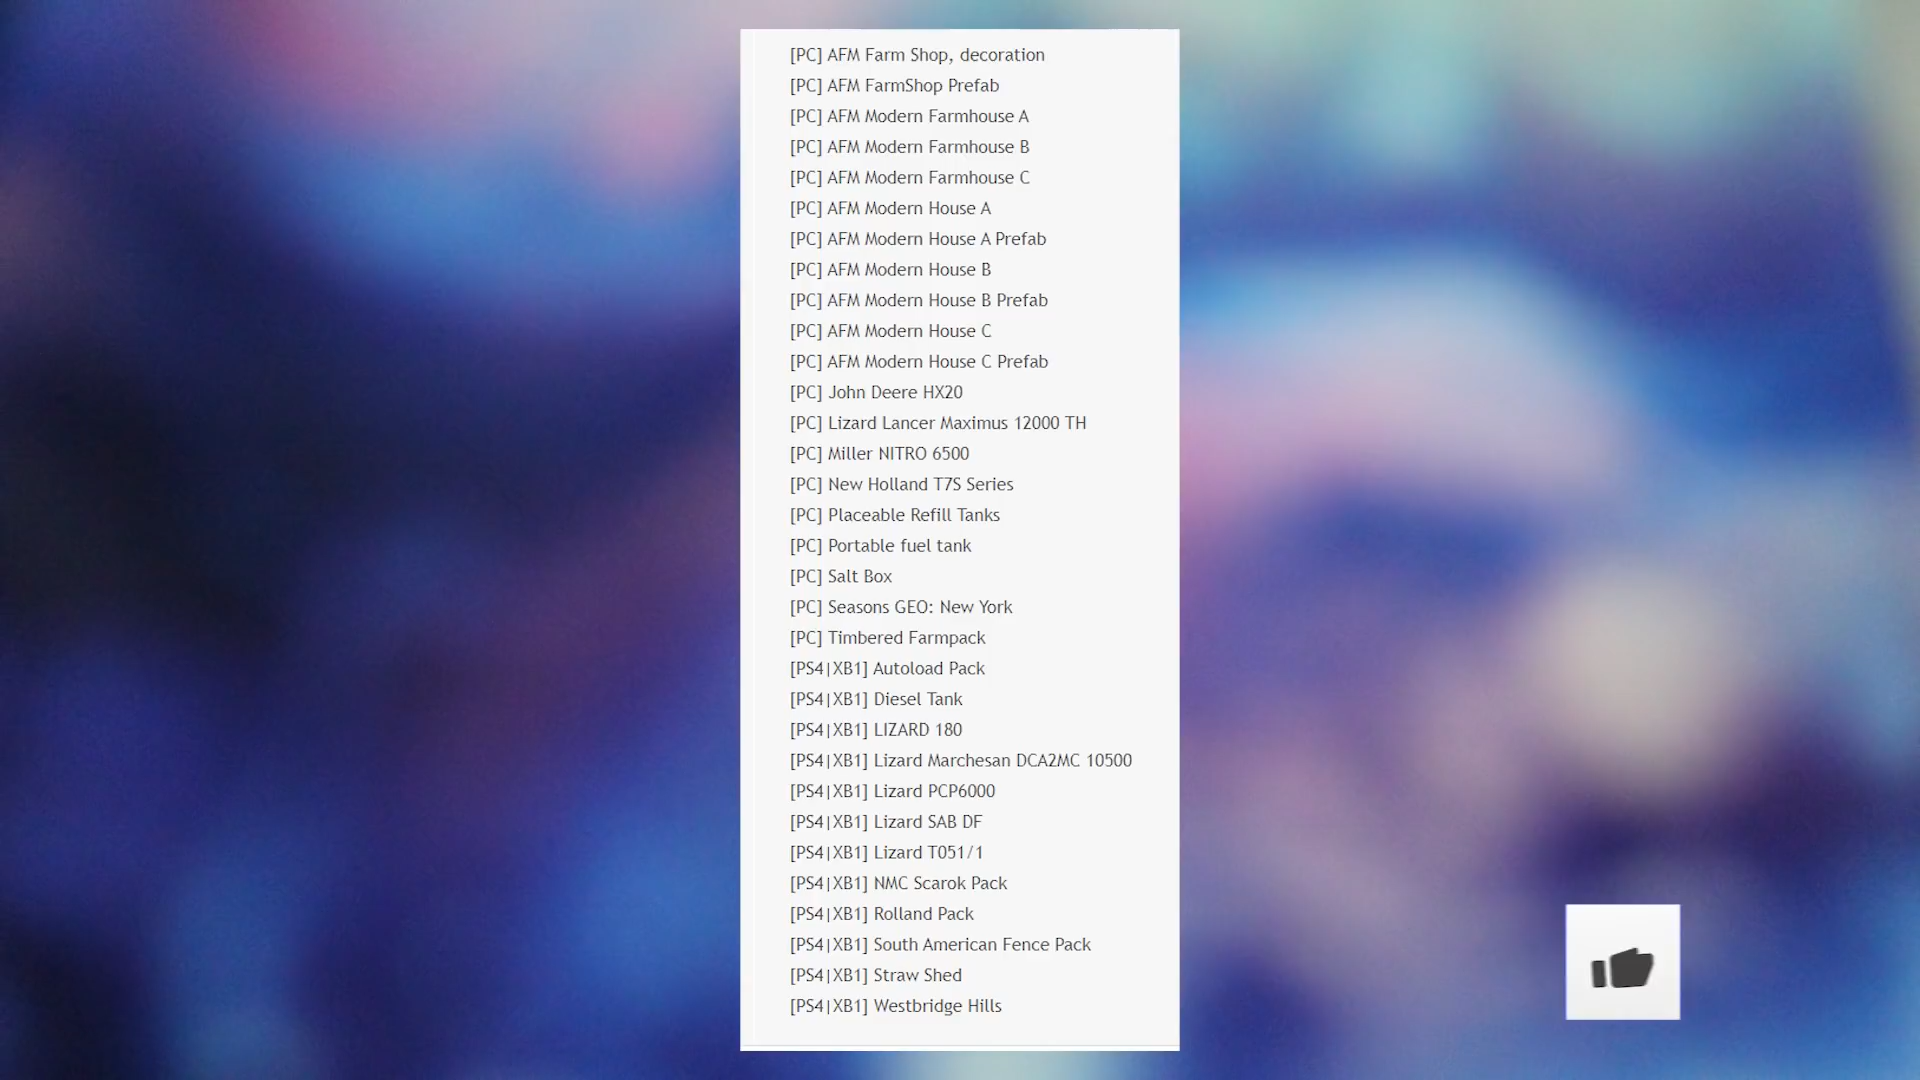 [PC] AFM Farm Shop, decoration
[PC] AFM FarmShop Prefab
[PC] AFM Modern Farmhouse A
[PC] AFM Modern Farmhouse B
[PC] AFM Modern Farmhouse C
[PC] AFM Modern House A
[PC] AFM Modern House A Prefab
[PC] AFM Modern House B
[PC] AFM Modern House B Prefab
[PC] AFM Modern House C
[PC] AFM Modern House C Prefab
[PC] John Deere HX20
[PC] Lizard Lancer Maximus 12000 TH
[PC] Miller NITRO 6500
[PC] New Holland T7S Series
[PC] Placeable Refill Tanks
[PC] Portable fuel tank
[PC] Salt Box
[PC] Seasons GEO: New York
[PC] Timbered Farmpack
[PS4|XB1] Autoload Pack
[PS4|XB1] Diesel Tank
[PS4|XB1] LIZARD 180
[PS4|XB1] Lizard Marchesan DCA2MC 10500
[PS4|XB1] Lizard PCP6000
[PS4|XB1] Lizard SAB DF
[PS4|XB1] Lizard T051/1
[PS4|XB1] NMC Scarok Pack
[PS4|XB1] Rolland Pack
[PS4|XB1] South American Fence Pack
[PS4|XB1] Straw Shed
[PS4|XB1] Westbridge Hills